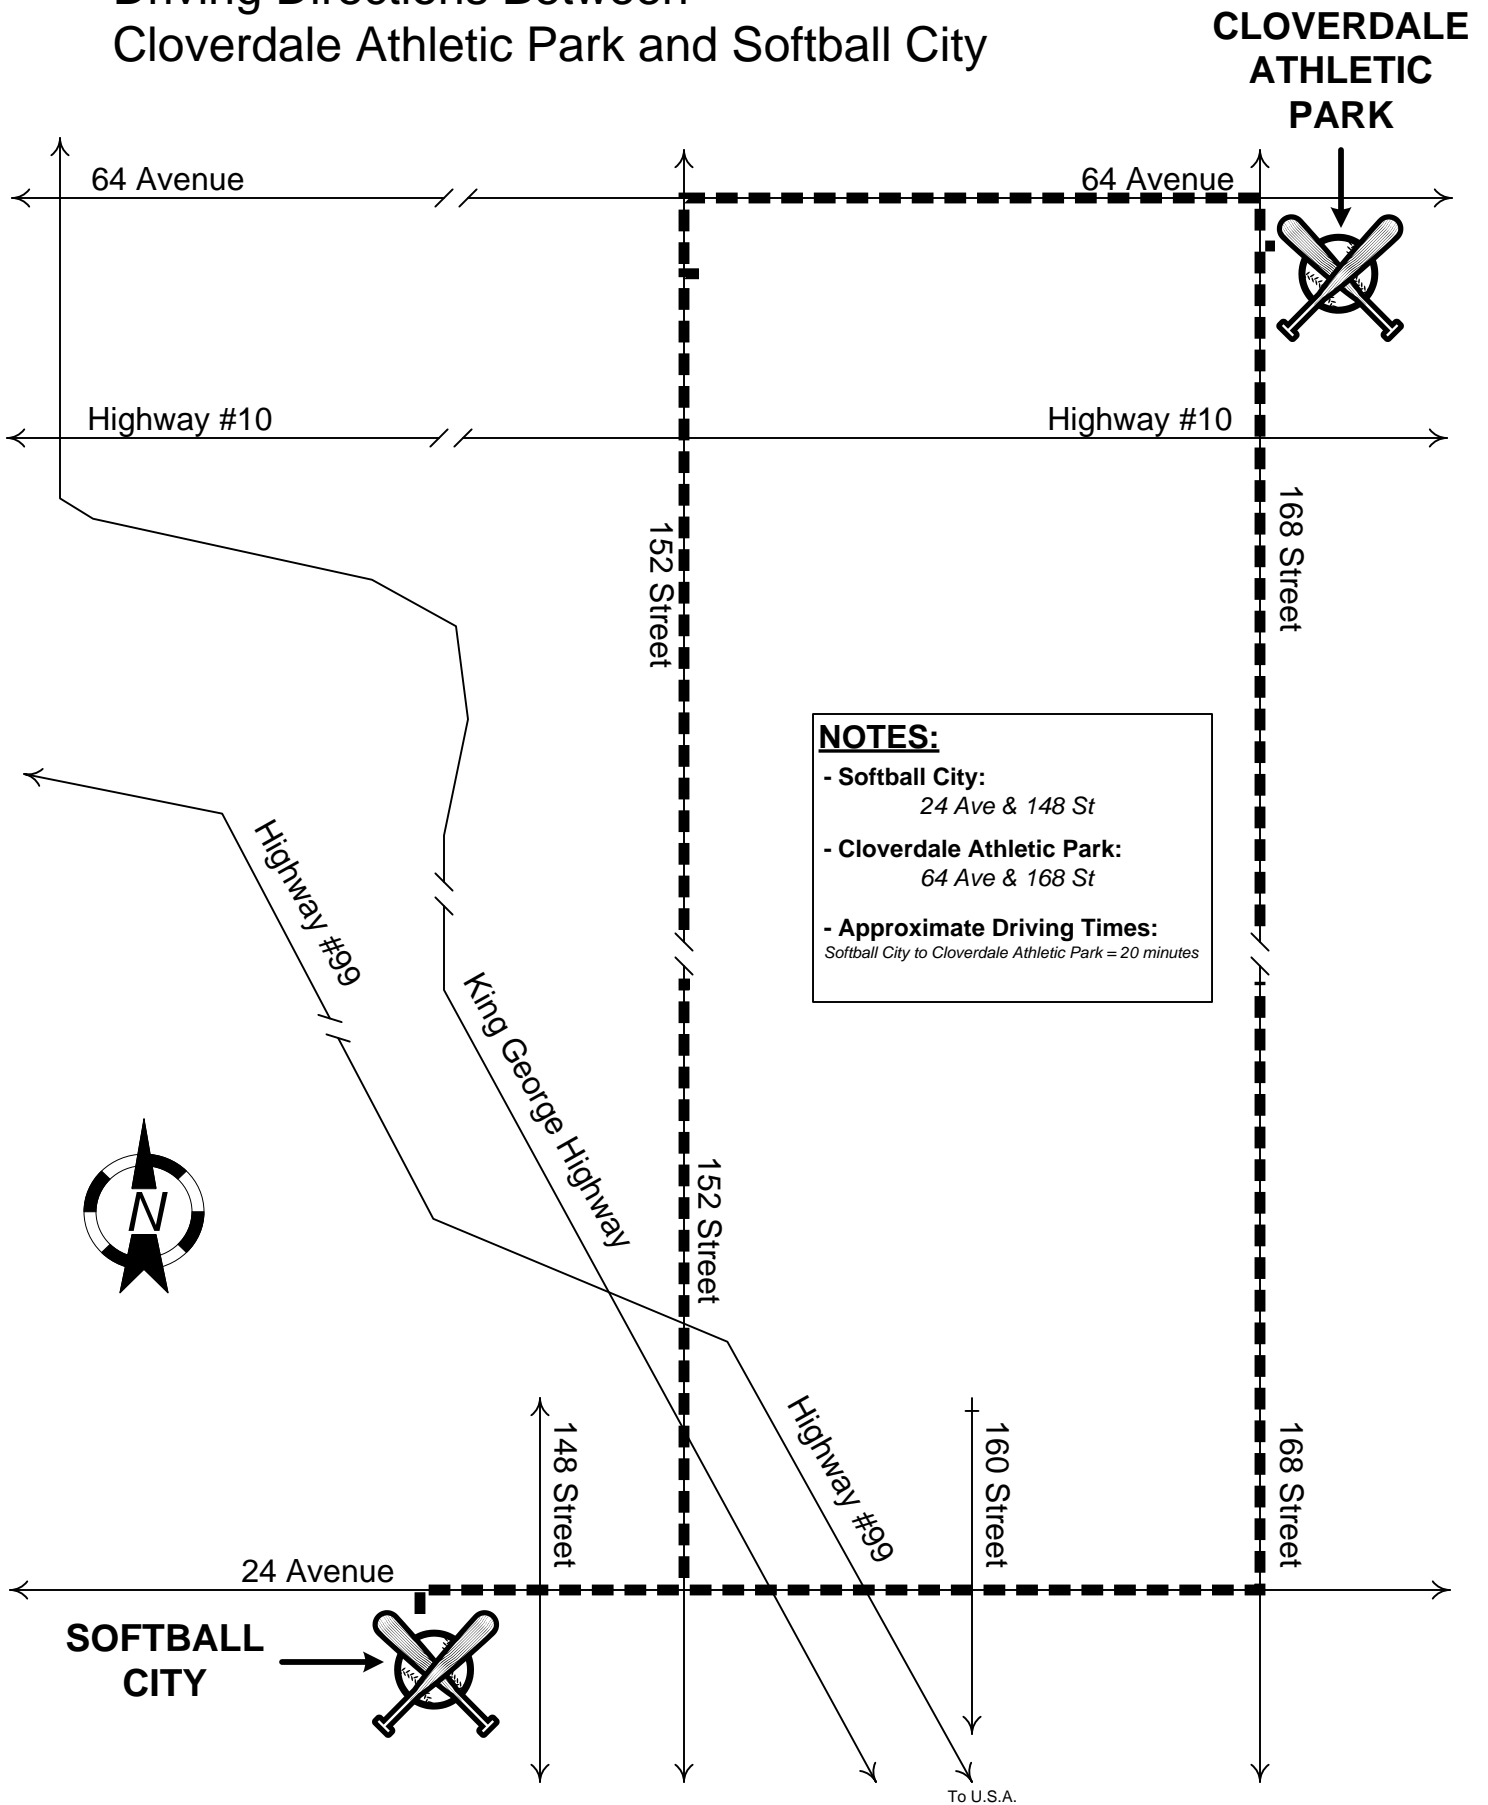 Driving Directions Between
Cloverdale Athletic Park and Softball City
CLOVERDALE
ATHLETIC
PARK
64 Avenue
64 Avenue
Highway #10
Highway #10
152 Street
168 Street
NOTES:
- Softball City:
24 Ave & 148 St
- Cloverdale Athletic Park:
64 Ave & 168 St
- Approximate Driving Times:
Softball City to Cloverdale Athletic Park = 20 minutes
Highway #99
King George Highway
N
152 Street
148 Street
Highway #99
160 Street
168 Street
24 Avenue
SOFTBALL
CITY
To U.S.A.